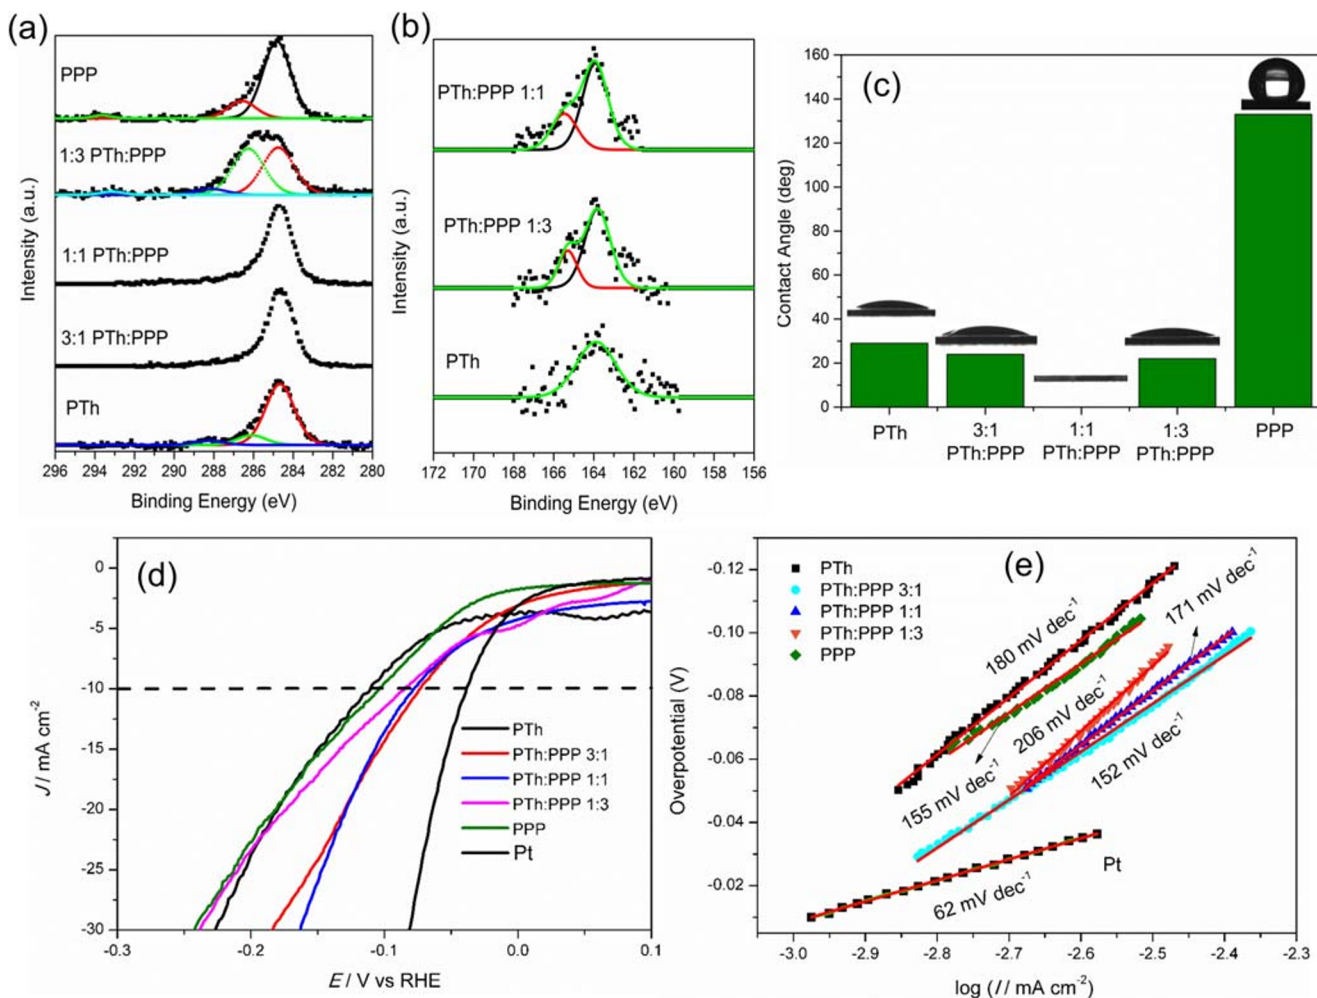 (a)
PPP
1:3 PTh:PPP
1:1 PTh:PPP
3:1 PTh:PPP
PTh
Intensity (a.u.)
296 294 292 290 288 286 284 282 280
Binding Energy (eV)
(b)
PTh:PPP 1:1
PTh:PPP 1:3
PTh
Intensity (a.u.)
172 170 168 166 164 162 160 158 156
Binding Energy (eV)
(c)
Contact Angle (deg)
160
140
120
100
80
60
40
20
0
PTh
3:1
PTh:PPP
1:1
PTh:PPP
1:3
PTh:PPP
PPP
(d)
J / mA cm⁻²
0
-5
-10
-15
-20
-25
-30
PTh
PTh:PPP 3:1
PTh:PPP 1:1
PTh:PPP 1:3
PPP
Pt
-0.3 -0.2 -0.1 0.0 0.1
E / V vs RHE
(e)
Overpotential (V)
-0.12
-0.10
-0.08
-0.06
-0.04
-0.02
PTh
PTh:PPP 3:1
PTh:PPP 1:1
PTh:PPP 1:3
PPP
180 mV dec⁻¹
171 mV dec⁻¹
206 mV dec⁻¹
155 mV dec⁻¹
152 mV dec⁻¹
62 mV dec⁻¹
Pt
-3.0 -2.9 -2.8 -2.7 -2.6 -2.5 -2.4 -2.3
log (I / mA cm⁻²)